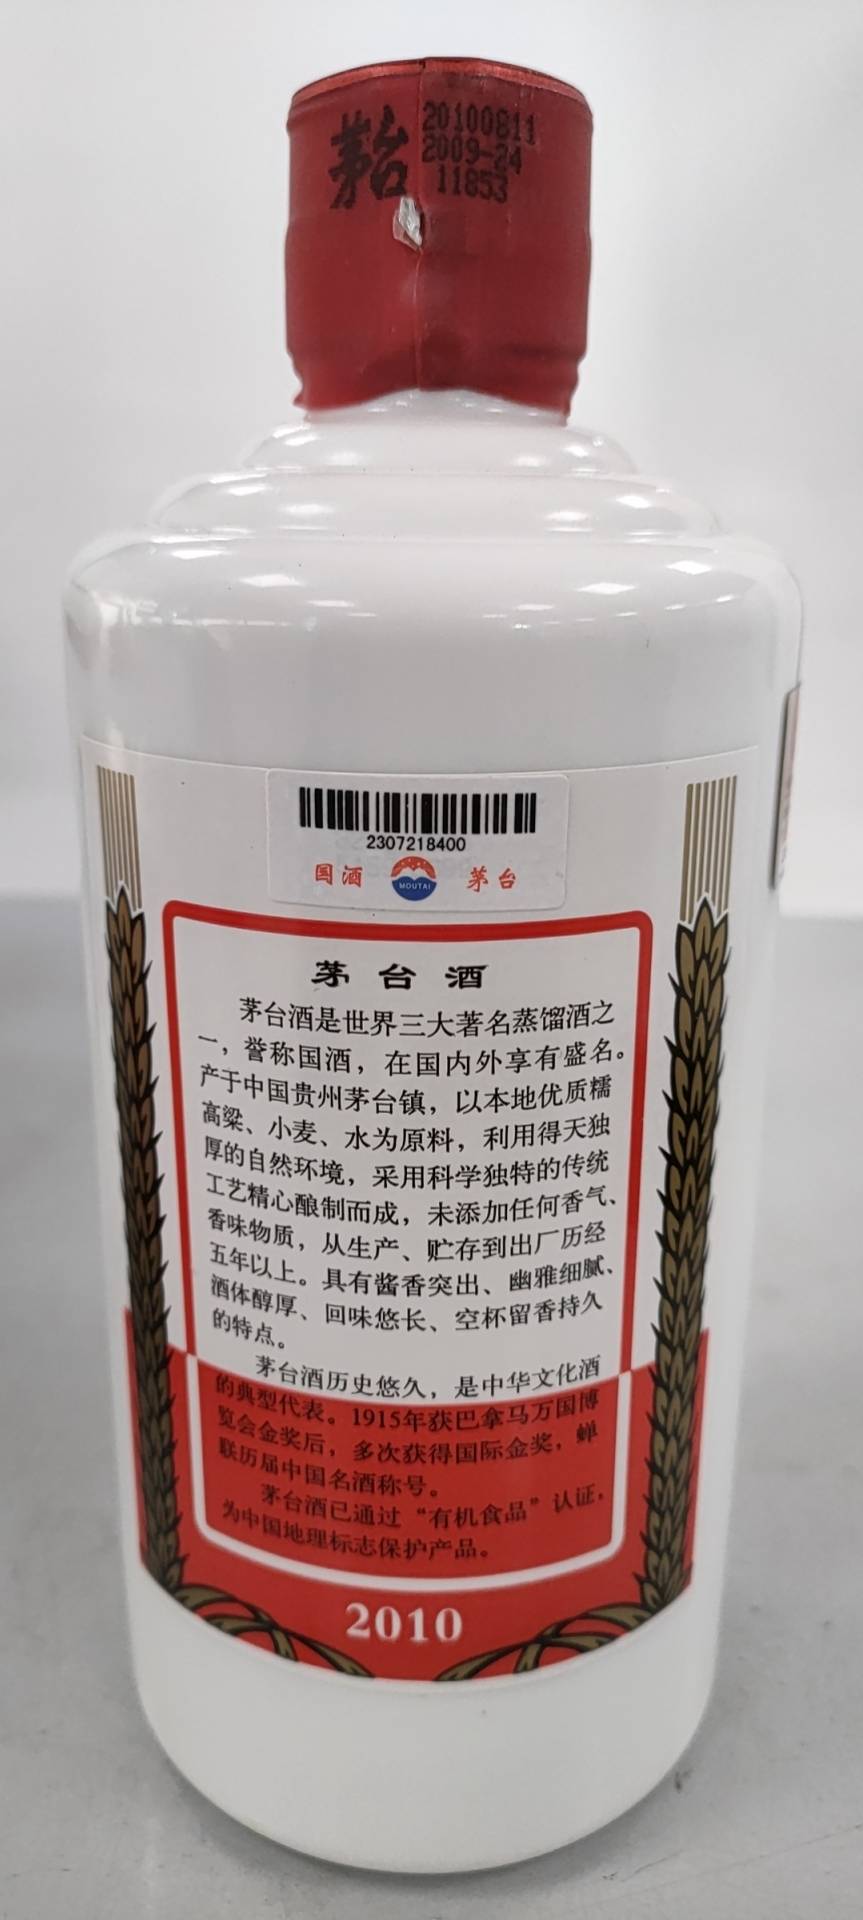 茅台
20100811
2009-24
11853
2307218400
国酒
MOUTAI
茅台
茅台酒
茅台酒是世界三大著名蒸馏酒之
一，誉称国酒，在国内外享有盛名。
产于中国贵州茅台镇，以本地优质糯
高粱、小麦、水为原料，利用得天独
厚的自然环境，采用科学独特的传统
工艺精心酿制而成，未添加任何香气、
香味物质，从生产、贮存到出厂历经
五年以上。具有酱香突出、幽雅细腻、
酒体醇厚、回味悠长、空杯留香持久
的特点。
茅台酒历史悠久，是中华文化酒
的典型代表。1915年获巴拿马万国博
览会金奖后，多次获得国际金奖，蝉
联历届中国名酒称号。
茅台酒已通过“有机食品”认证，
为中国地理标志保护产品。
2010